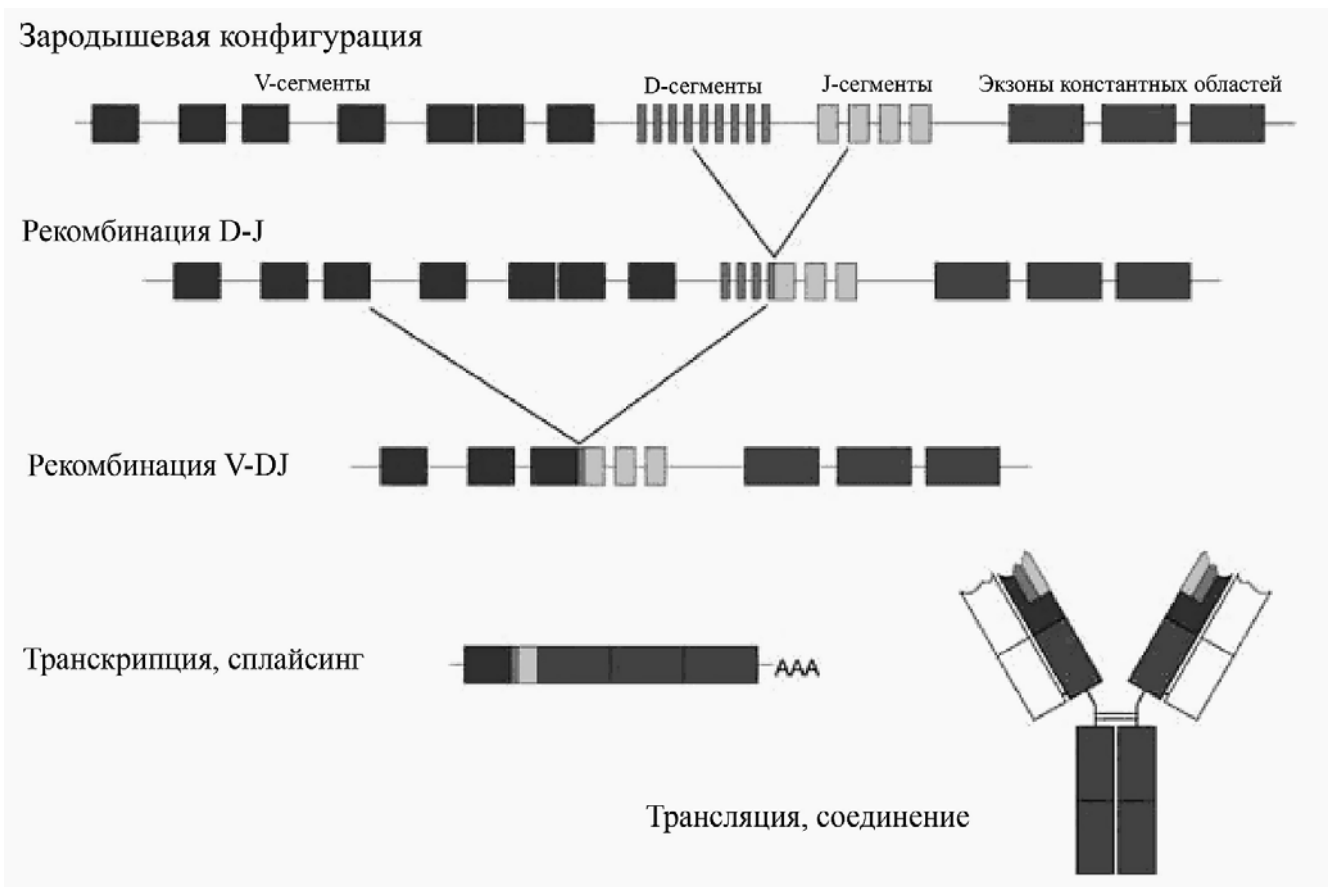 Зародышевая конфигурация
V-сегменты
D-сегменты
J-сегменты
Экзоны константных областей
Рекомбинация D-J
Рекомбинация V-DJ
Транскрипция, сплайсинг
AAA
Трансляция, соединение